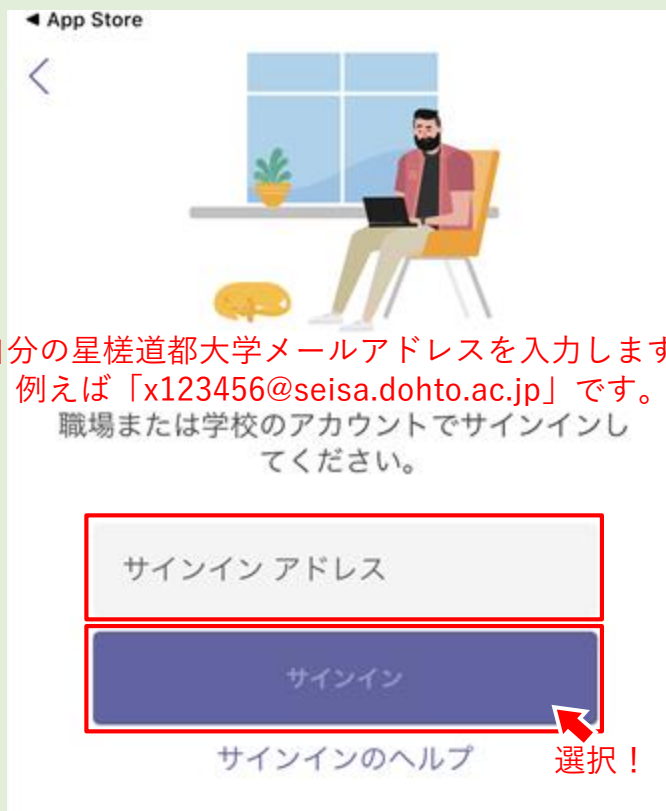 ◀ App Store
分の星槎道都大学メールアドレスを入力します
例えば「x123456@seisa.dohto.ac.jp」です。
職場または学校のアカウントでサインインし
てください。
サインイン アドレス
サインイン
サインインのヘルプ
選択！